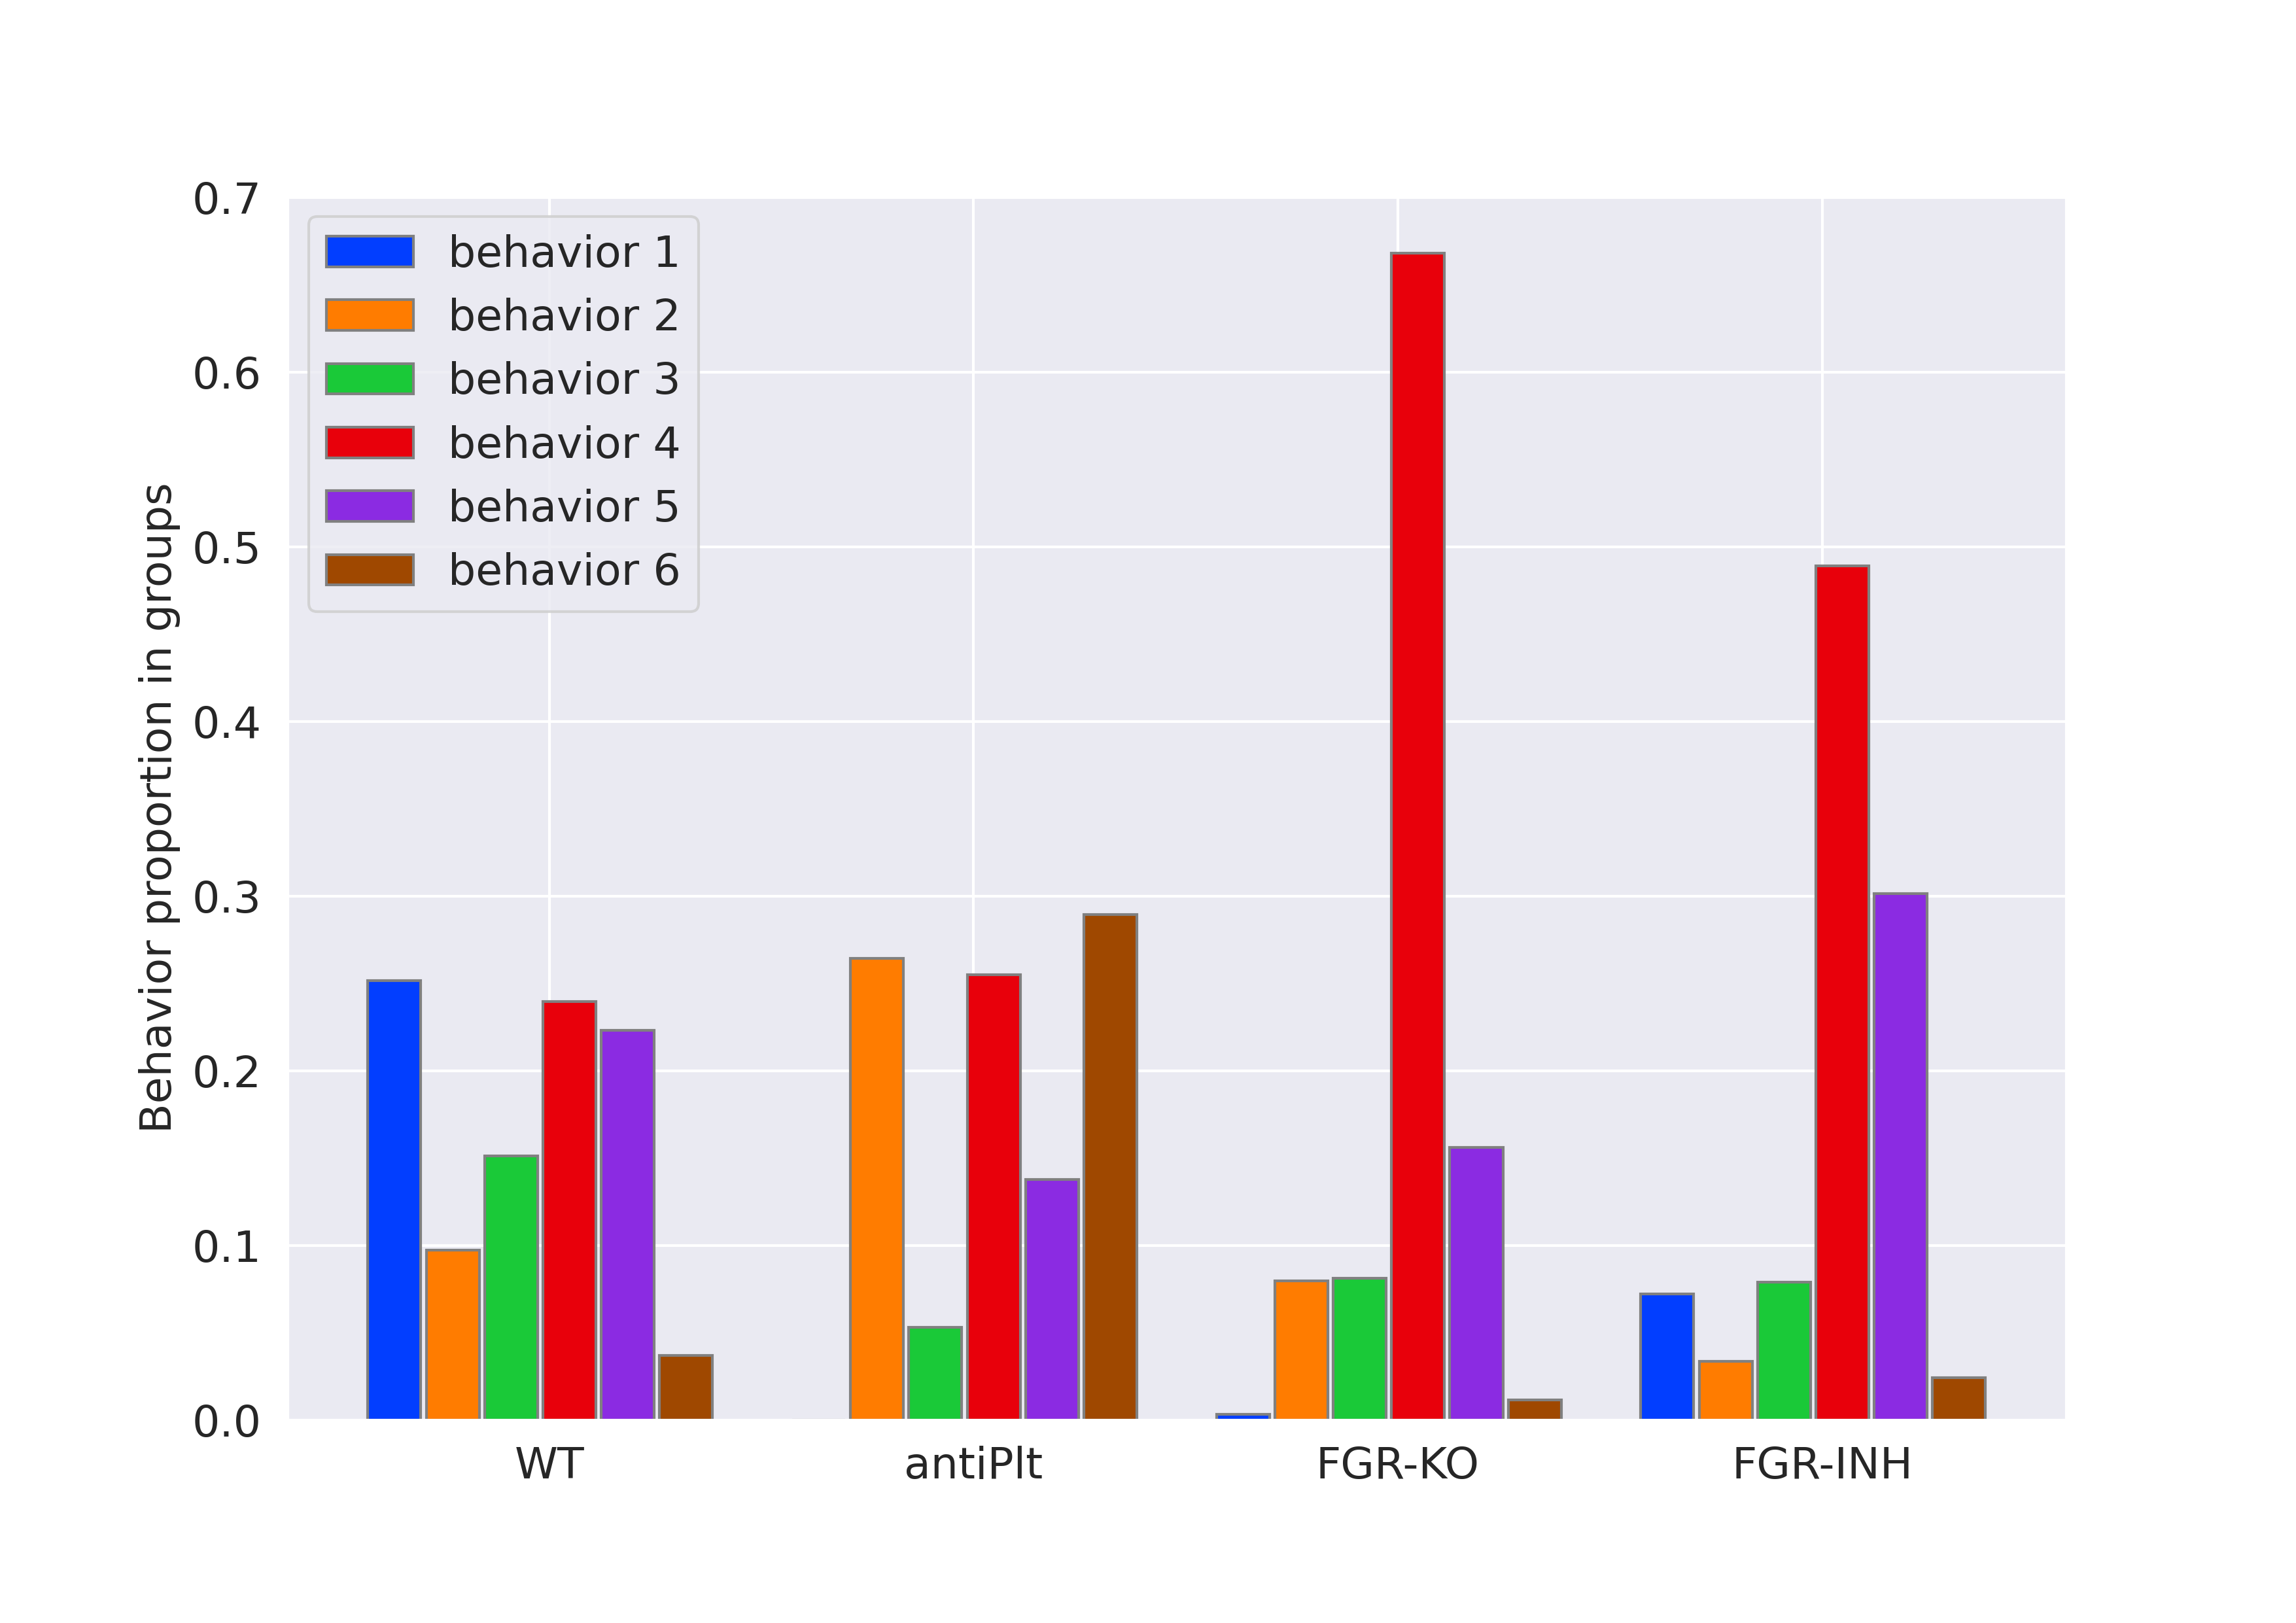 0.7
0.6
0.5
0.4
0.3
0.2
0.1
0.0
Behavior proportion in groups
behavior 1
behavior 2
behavior 3
behavior 4
behavior 5
behavior 6
WT
antiPlt
FGR-KO
FGR-INH